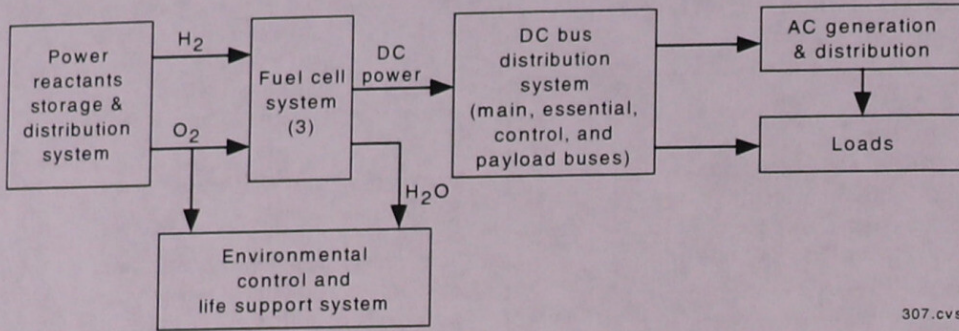 Power
reactants
storage &
distribution
system
H2
O2
Fuel cell
system
(3)
DC
power
H2O
DC bus
distribution
system
(main, essential,
control, and
payload buses)
AC generation
& distribution
Loads
Environmental
control and
life support system
307.cvs